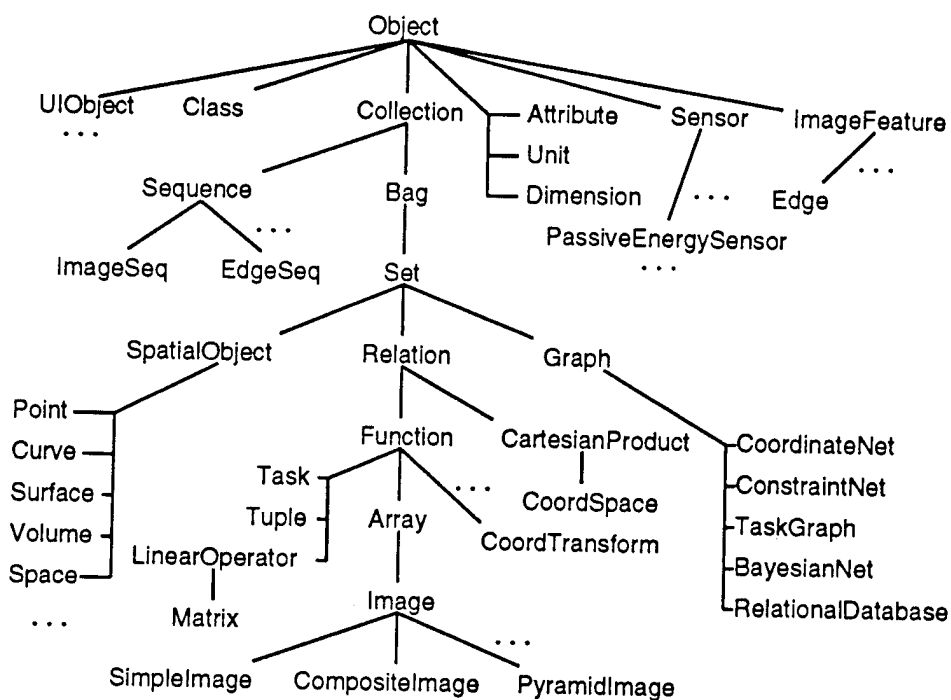 Object
UIObject
Class
Collection
Attribute
Sensor
ImageFeature
. . .
Unit
. . .
Sequence
Bag
Dimension
. . .
Edge
. . .
PassiveEnergySensor
ImageSeq
EdgeSeq
Set
. . .
SpatialObject
Relation
Graph
Point
Function
CartesianProduct
CoordinateNet
Curve
Task
. . .
ConstraintNet
Surface
CoordSpace
Tuple
Array
TaskGraph
Volume
CoordTransform
LinearOperator
BayesianNet
Space
Image
RelationalDatabase
. . .
Matrix
. . .
SimpleImage
CompositeImage
PyramidImage